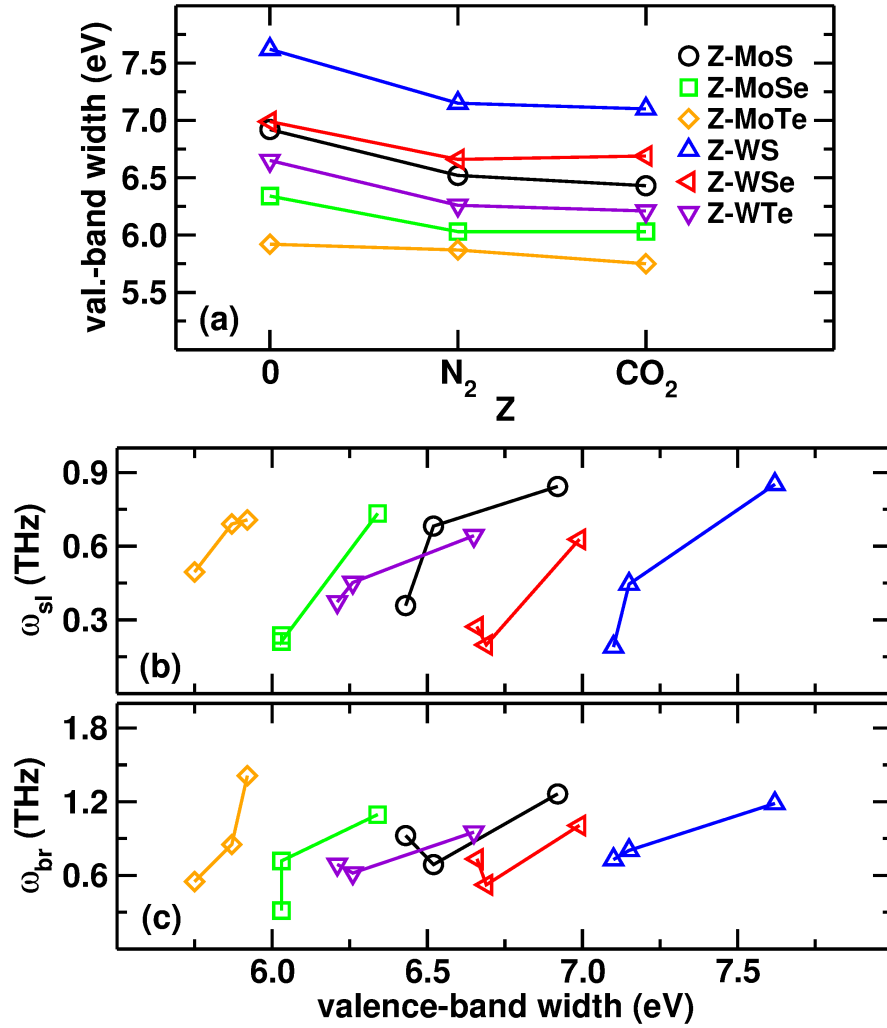 val.-band width (eV)
7.5
7.0
6.5
6.0
5.5
Z-MoS
Z-MoSe
Z-MoTe
Z-WS
Z-WSe
Z-WTe
(a)
0 N₂ CO₂
Z
ω_sl (THz)
0.9
0.6
0.3
(b)
ω_br (THz)
1.8
1.2
0.6
(c)
6.0 6.5 7.0 7.5
valence-band width (eV)